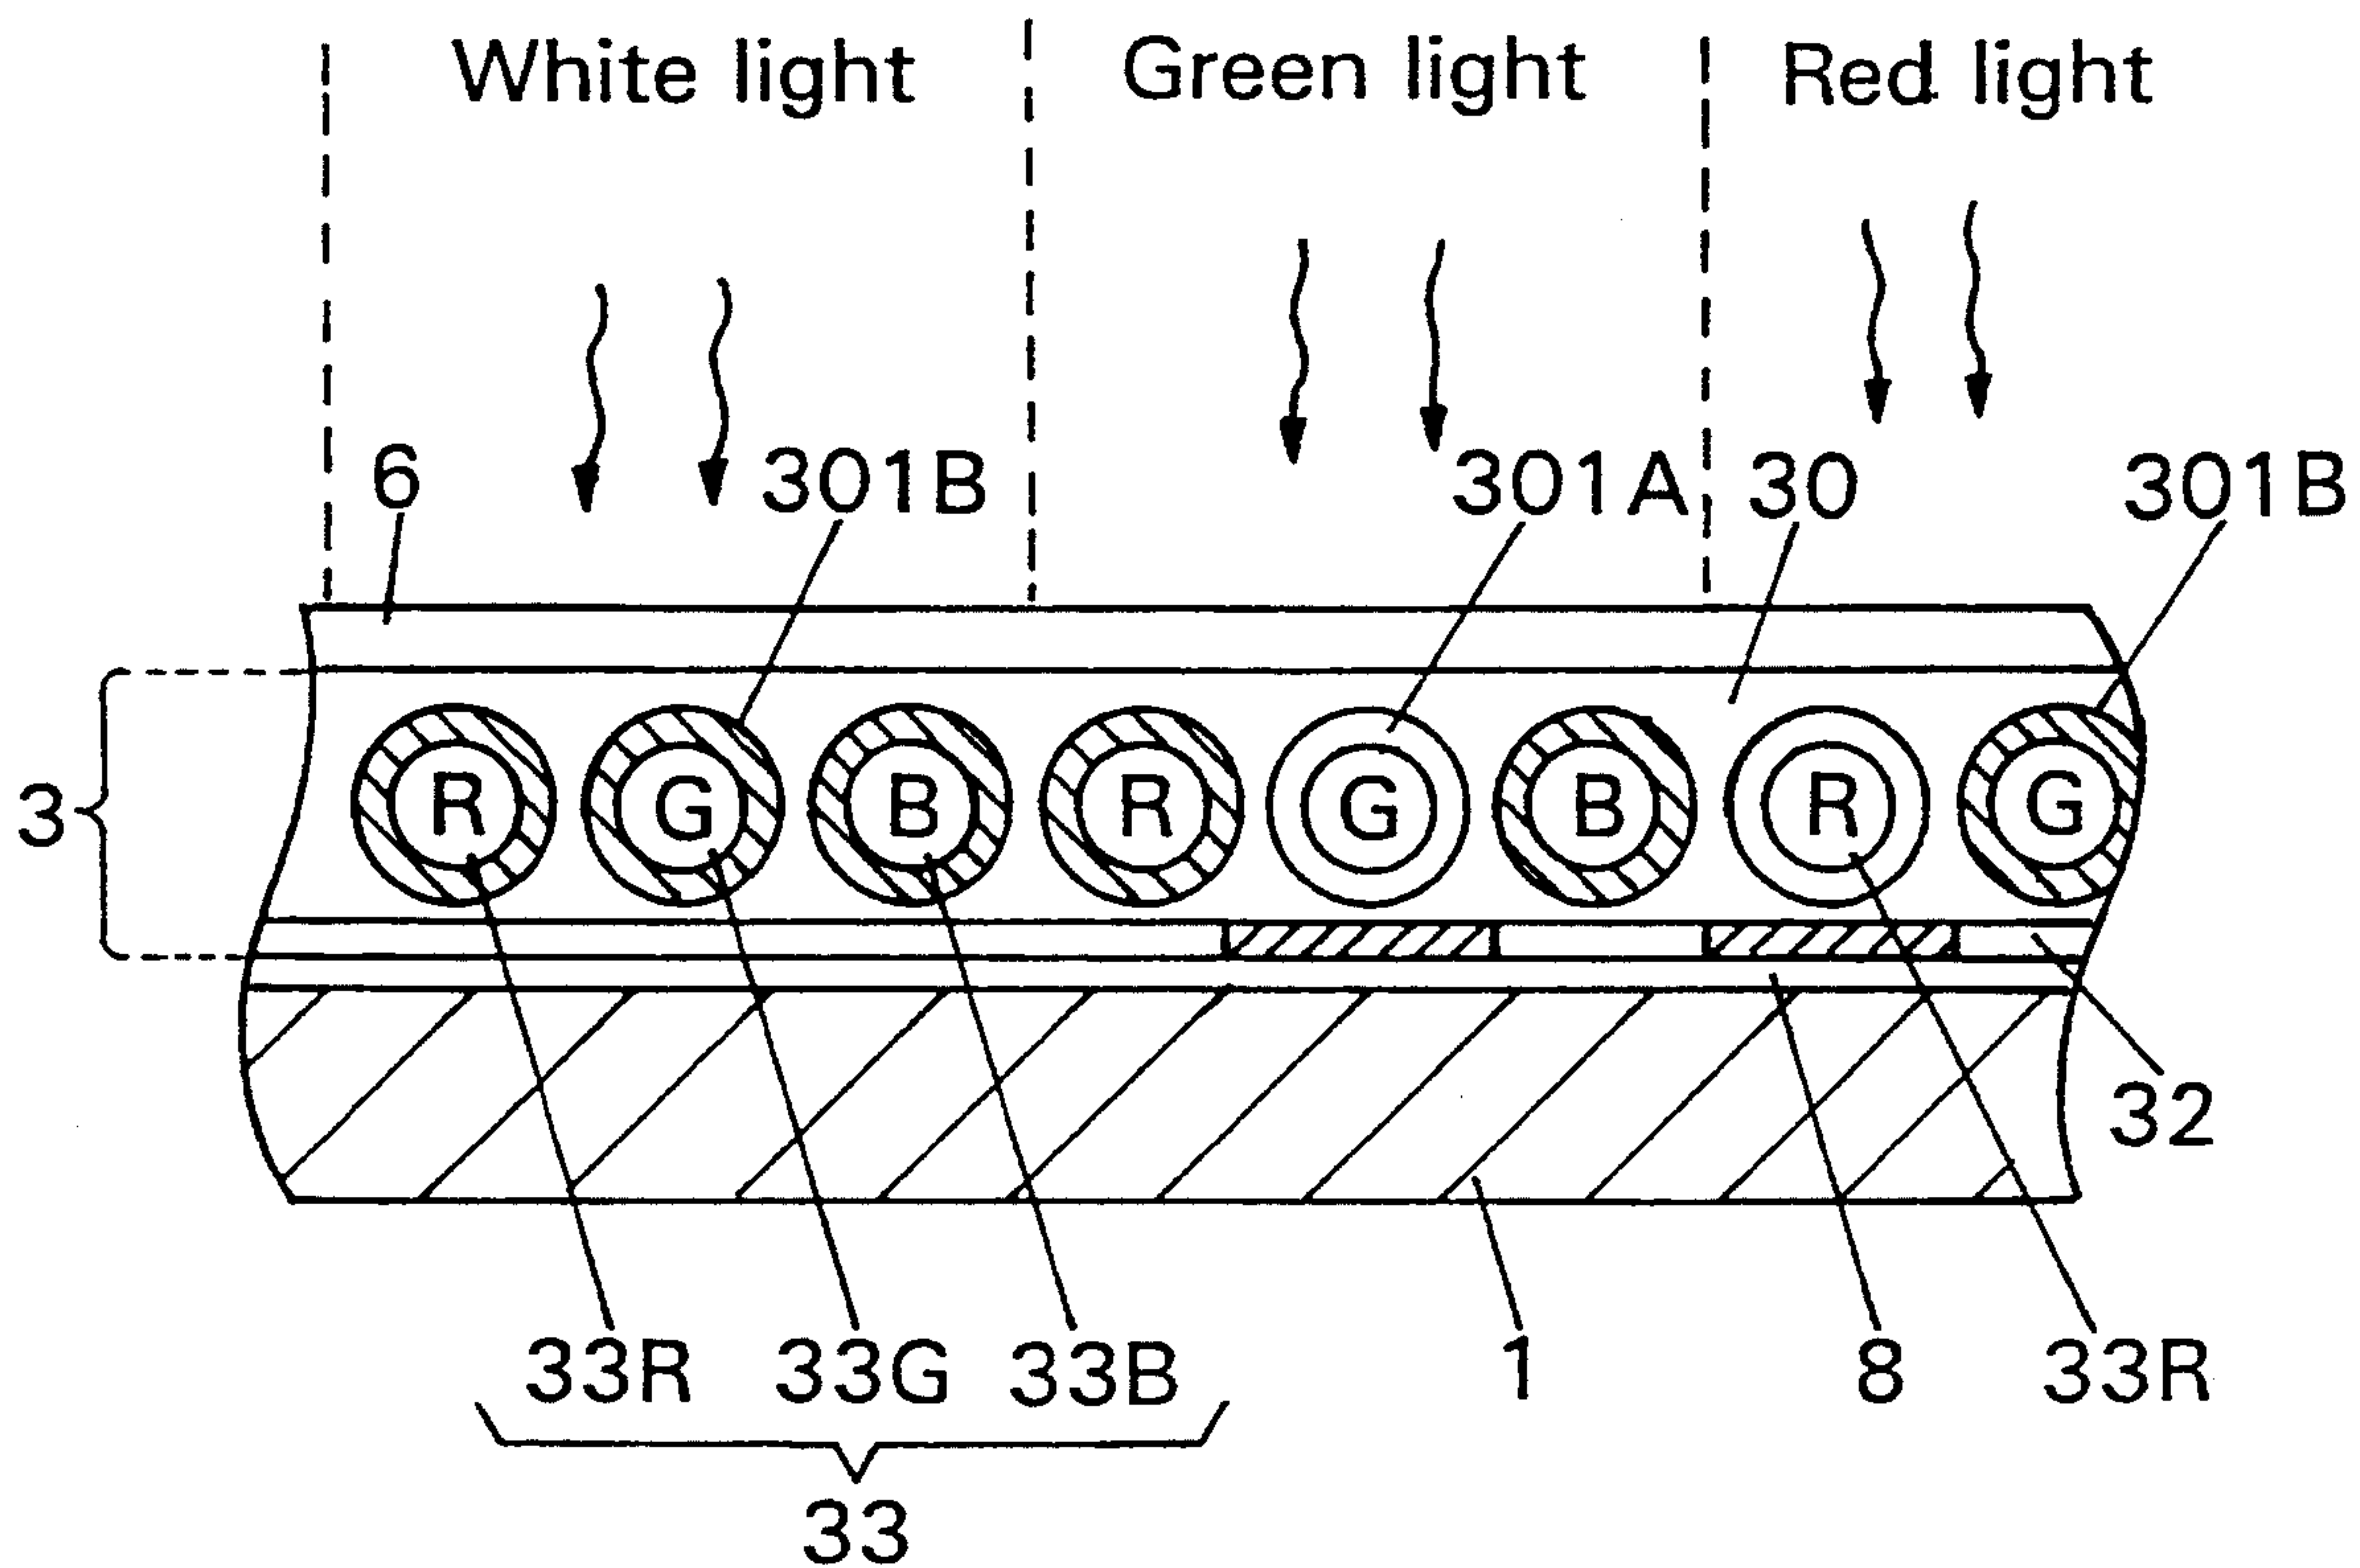 White light Green light Red light
6 301B 301A 30 301B
3
R G B R G B R G
32
33R 33G 33B 1 8 33R
33